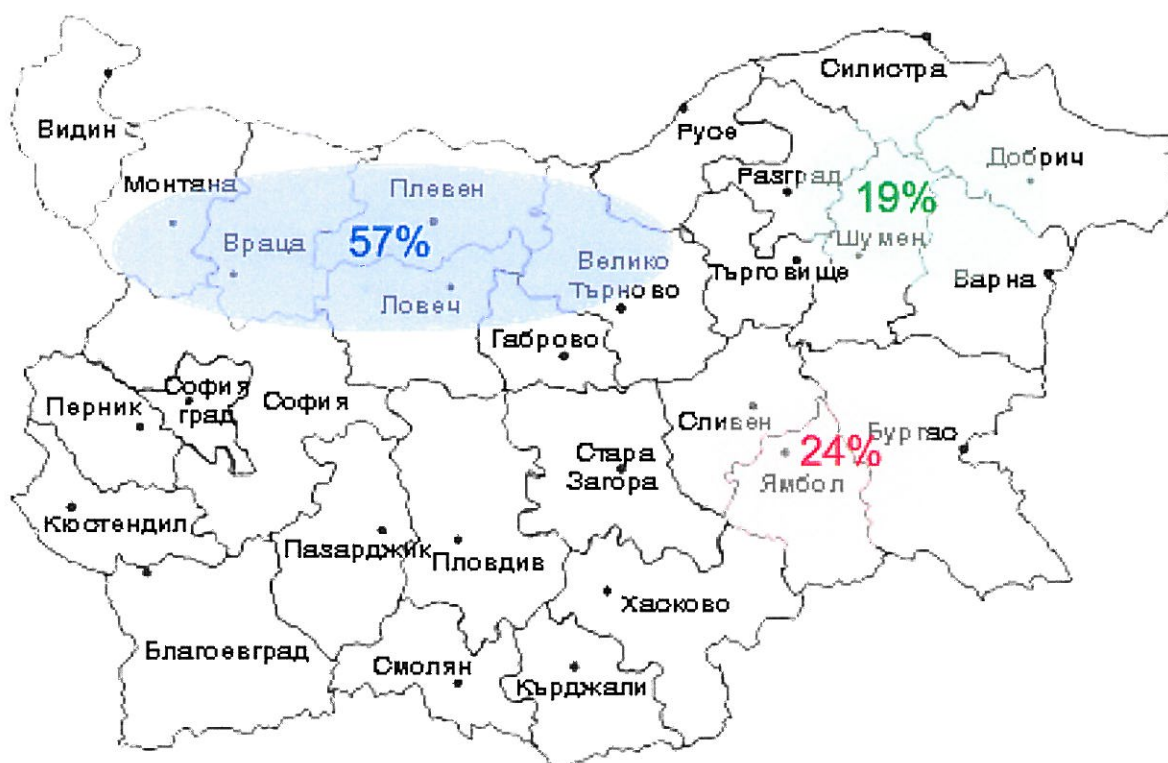 Силистра
Видин
Русе
Добрич
Монтана
Плевен
Разград
19%
Враца
57%
Шумен
Велико
Търново
Търговище
Варна
Ловеч
Габрово
София
град
Перник
София
Сливен
Бургас
24%
Стара
Загора
Ямбол
Кюстендил
Пазарджик
Пловдив
Хасково
Благоевград
Смолян
Кърджали